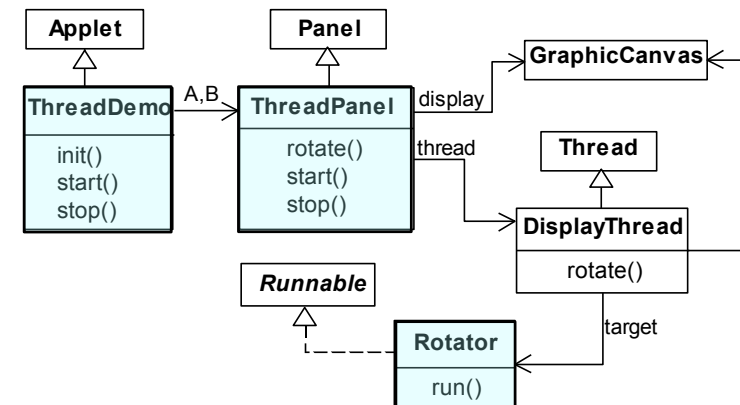 Applet
Panel
GraphicCanvas
ThreadDemo
init()
start()
stop()
A,B
ThreadPanel
rotate()
start()
stop()
display
thread
Thread
DisplayThread
rotate()
Runnable
target
Rotator
run()